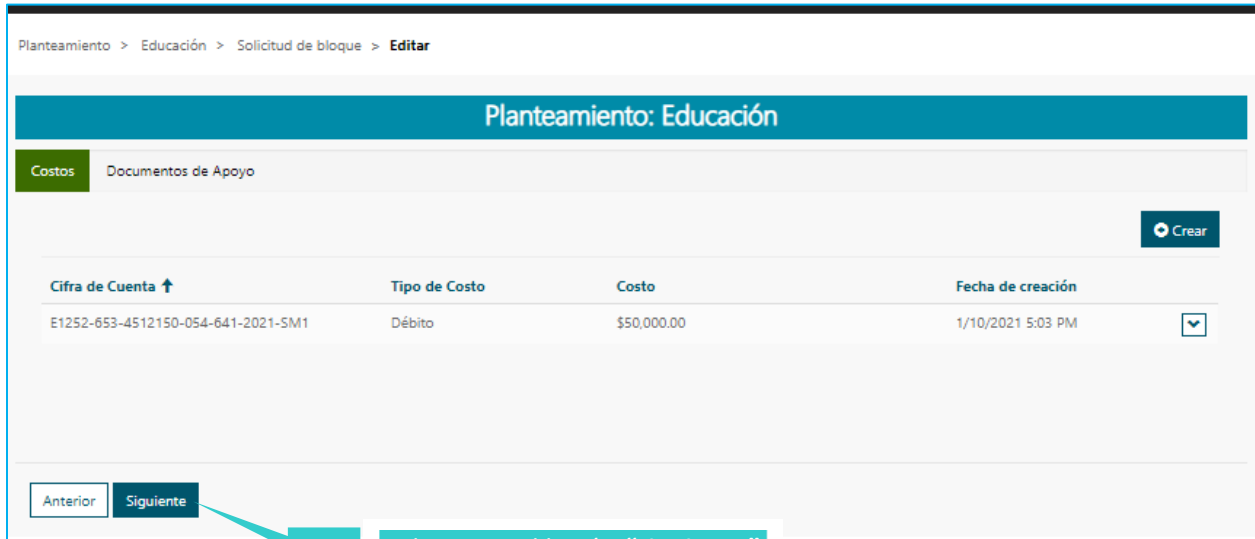 Planteamiento > Educación > Solicitud de bloque > Editar
Planteamiento: Educación
Costos Documentos de Apoyo
Crear
Cifra de Cuenta ↑ Tipo de Costo Costo Fecha de creación
E1252-653-4512150-054-641-2021-SM1 Débito $50,000.00 1/10/2021 5:03 PM
Anterior Siguiente